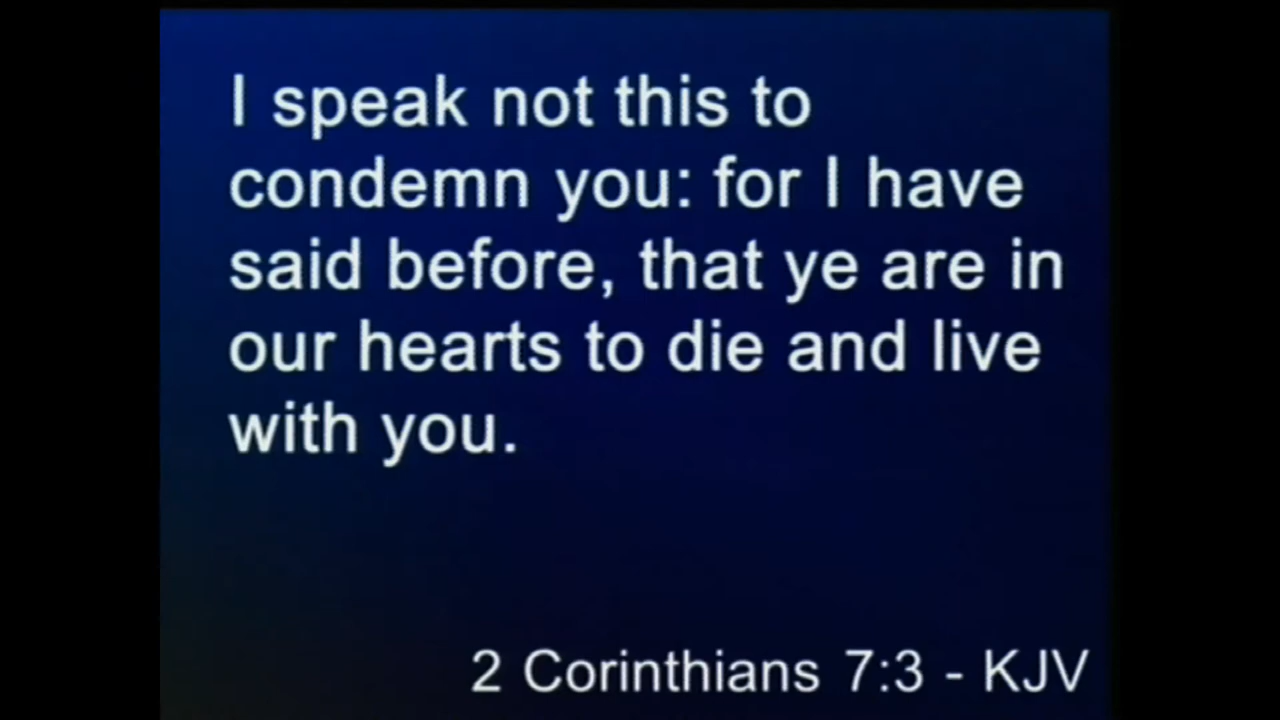 I speak not this to
condemn you: for I have
said before, that ye are in
our hearts to die and live
with you.
2 Corinthians 7:3 - KJV